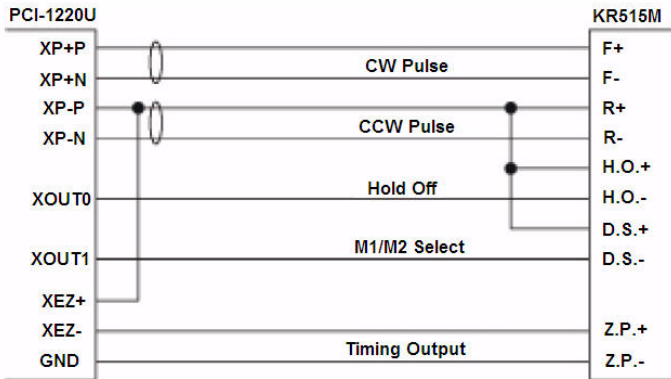 PCI-1220U KR515M
XP+P F+
CW Pulse
XP+N F-
XP-P R+
CCW Pulse
XP-N R-
H.O.+
Hold Off
XOUT0 H.O.-
D.S.+
M1/M2 Select
XOUT1 D.S.-
XEZ+
XEZ- Z.P.+
Timing Output
GND Z.P.-